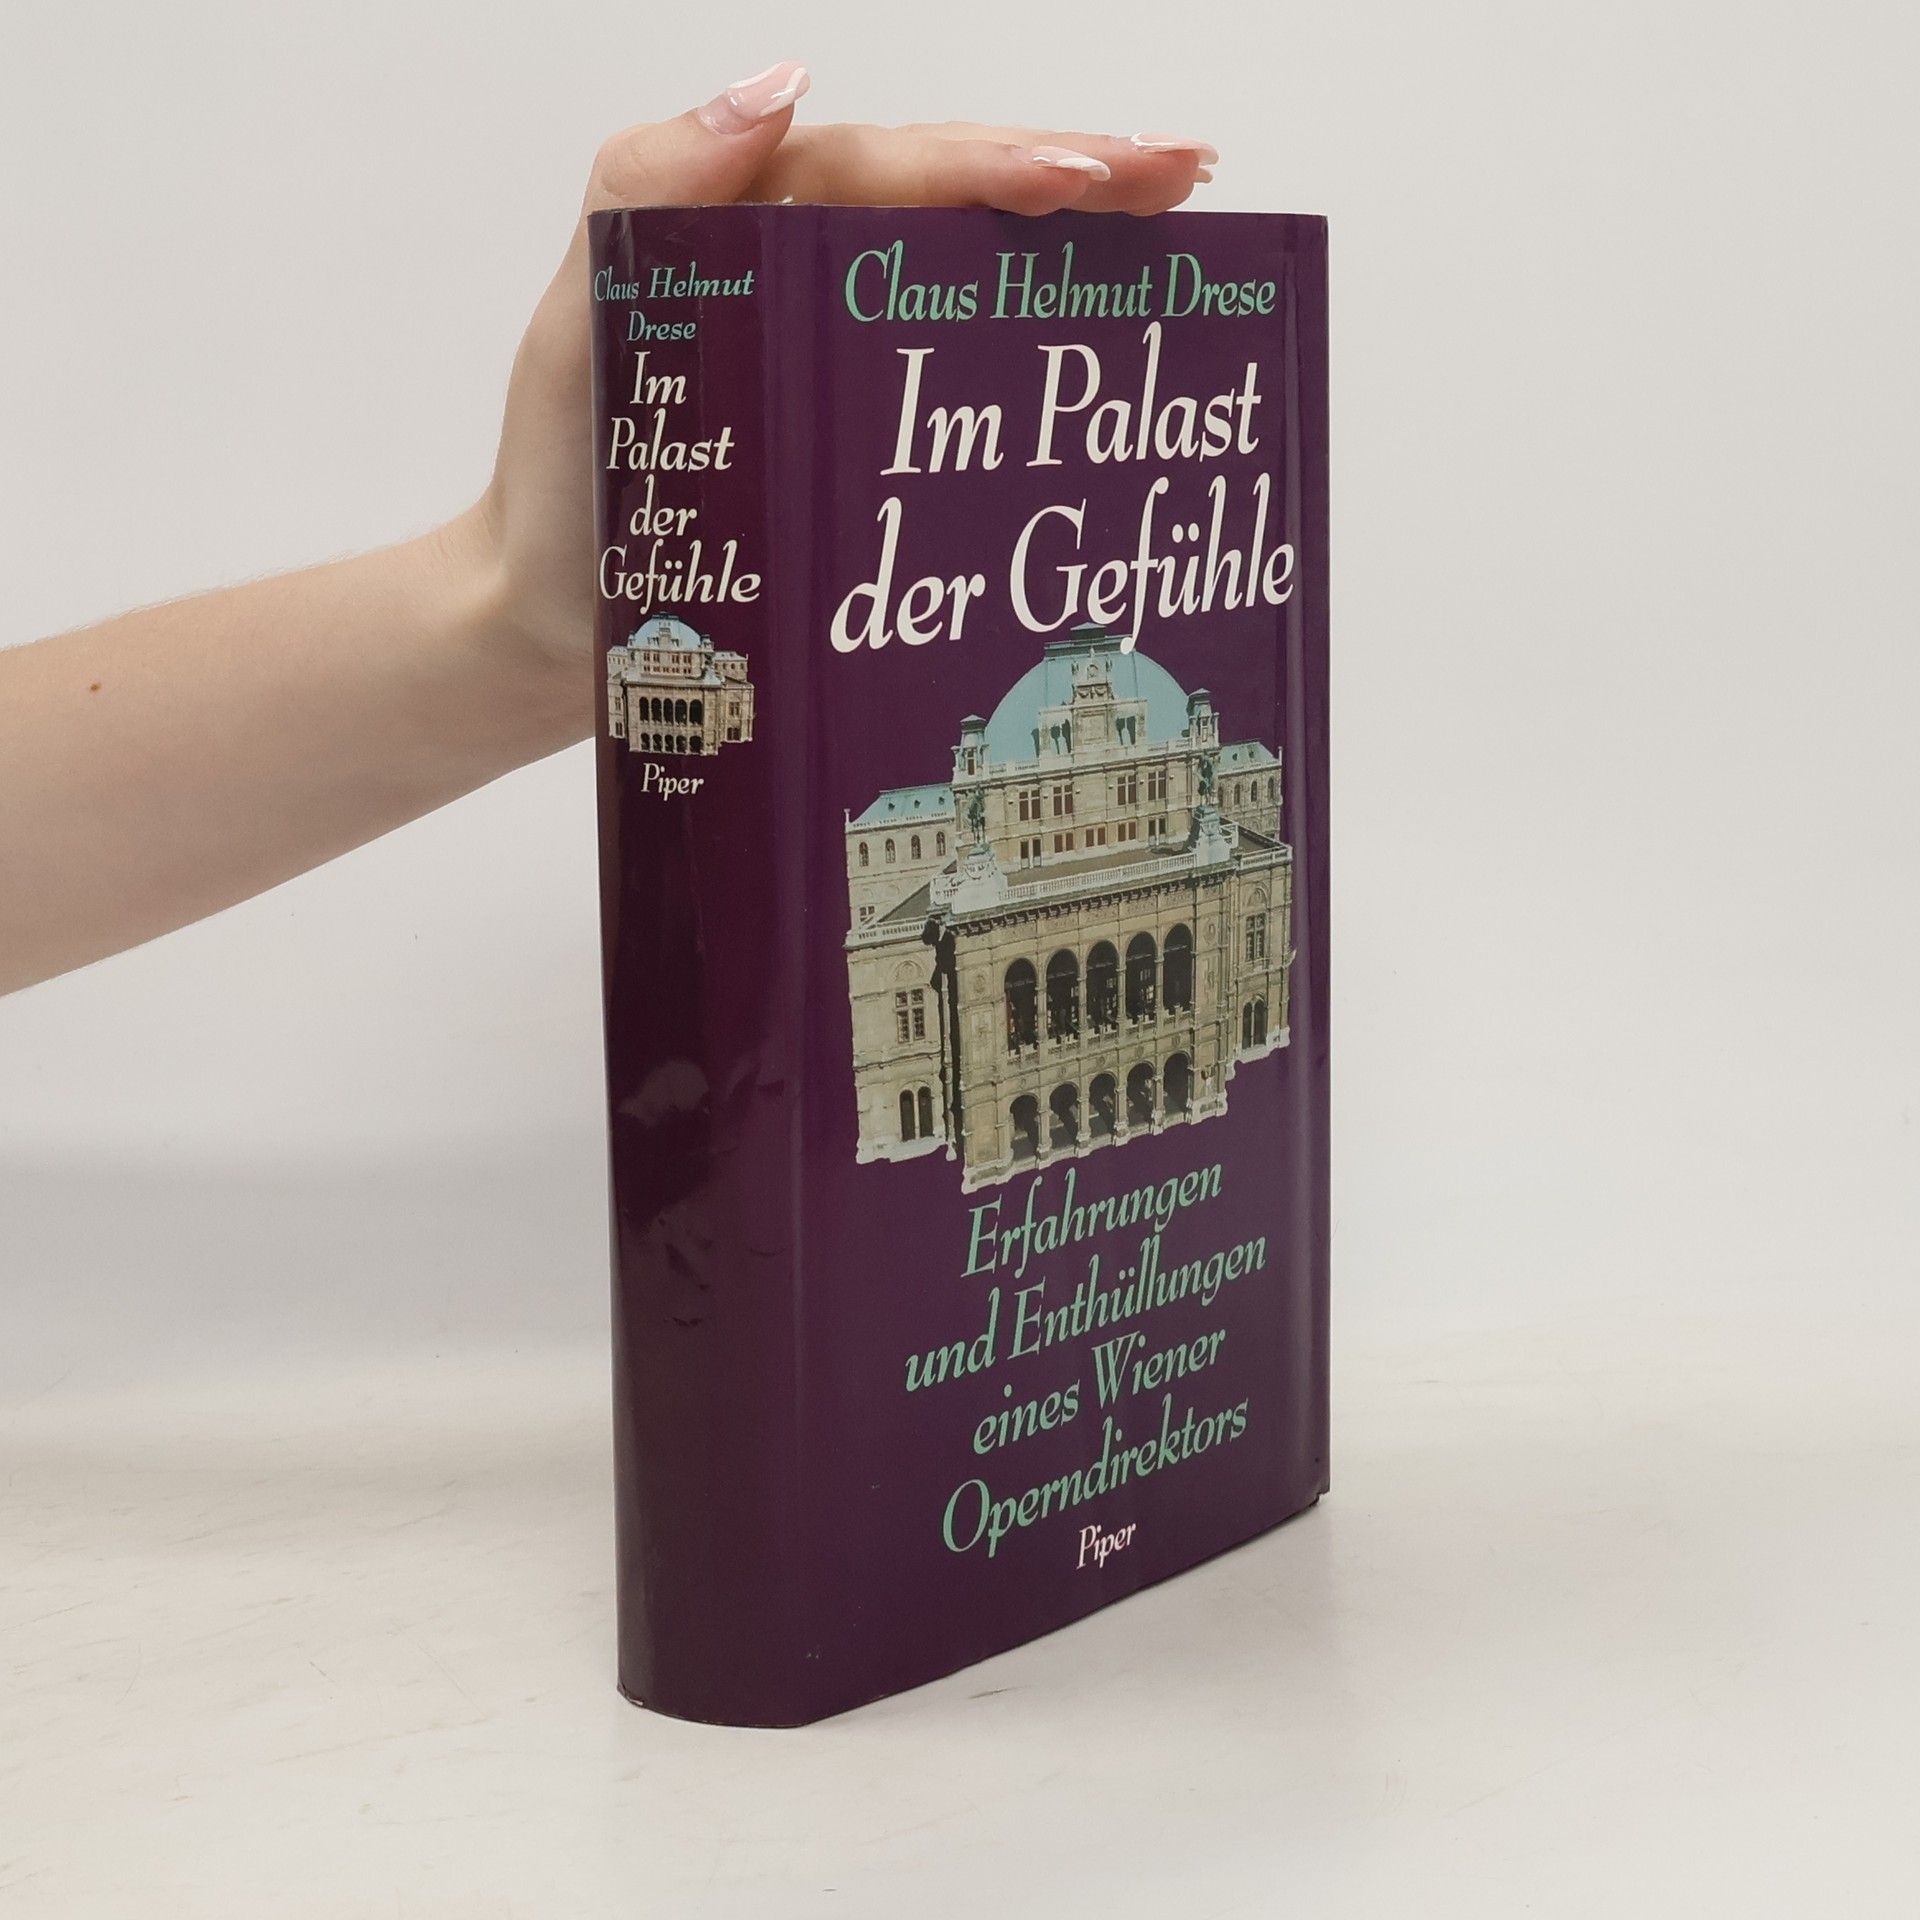 Claus Helmut
Drese
Im
Palast
der
Gefühle
Piper
Claus Helmut Drese
Im Palast
der Gefühle
Erfahrungen
und Enthüllungen
eines Wiener
Operndirektors
Piper